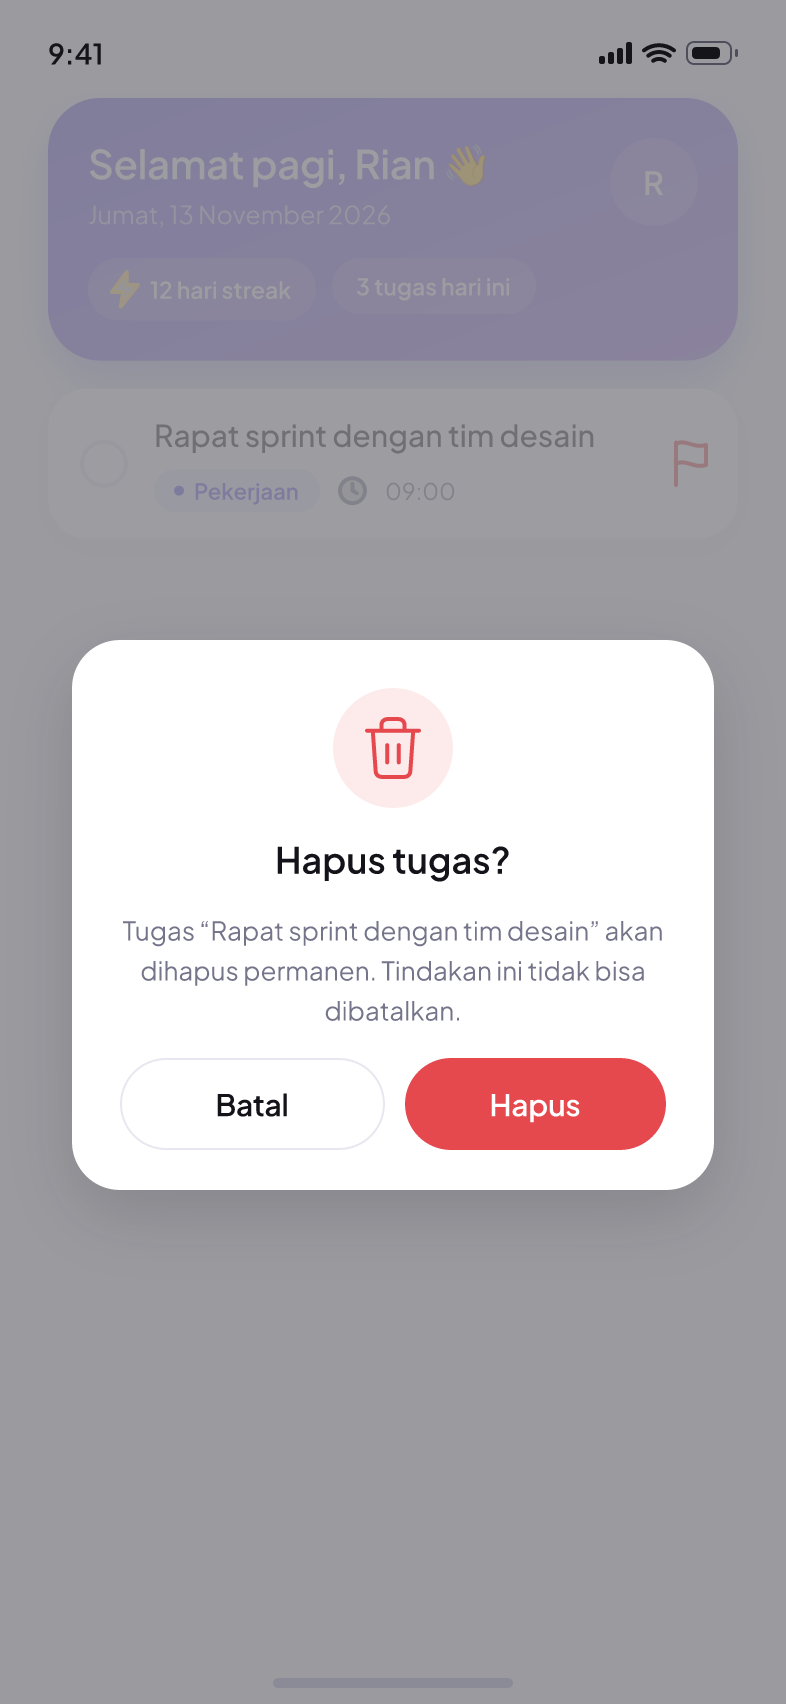 9:41
Selamat pagi, Rian 👋
R
Jumat, 13 November 2026
12 hari streak
3 tugas hari ini
Rapat sprint dengan tim desain
Pekerjaan
09:00
Hapus tugas?
Tugas “Rapat sprint dengan tim desain” akan
dihapus permanen. Tindakan ini tidak bisa
dibatalkan.
Batal
Hapus